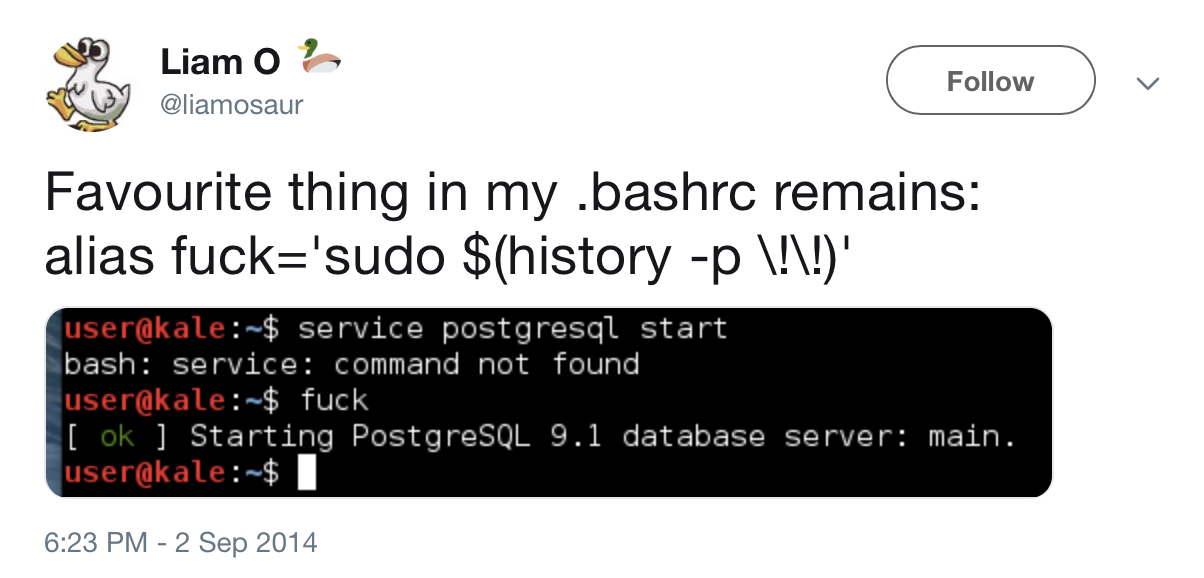 Liam O
@liamosaur
Follow
Favourite thing in my .bashrc remains:
alias fuck='sudo $(history -p \!\!)'
user@kale:~$ service postgresql start
bash: service: command not found
user@kale:~$ fuck
[ ok ] Starting PostgreSQL 9.1 database server: main.
user@kale:~$
6:23 PM - 2 Sep 2014